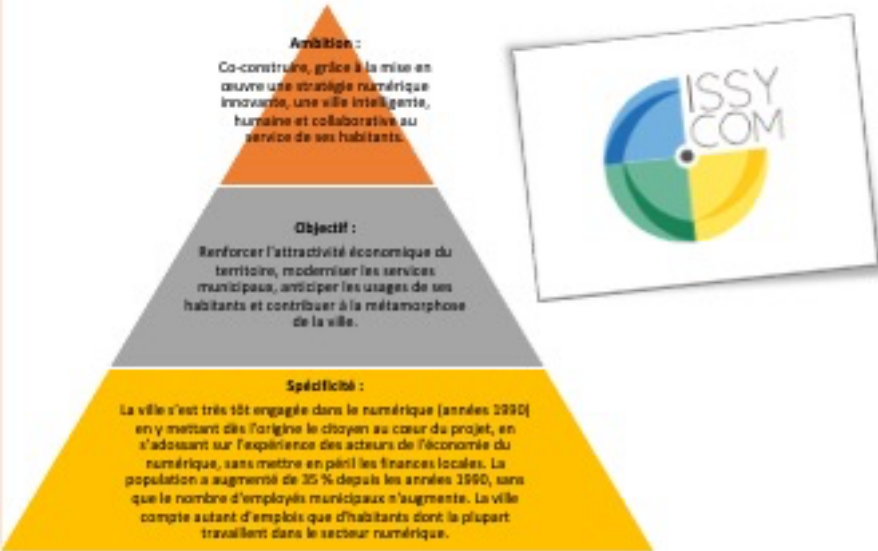 Ambition :
Co-construire, grâce à la mise en
œuvre une stratégie numérique
innovante, une ville intelligente,
humaine et collaborative au
service de ses habitants.
Objectif :
Renforcer l'attractivité économique du
territoire, moderniser les services
municipaux, anticiper les usages de ses
habitants et contribuer à la métamorphose
de la ville.
Spécificité :
La ville s'est très tôt engagée dans le numérique (années 1990)
en y mettant dès l'origine le citoyen au cœur du projet, en
s'adossant sur l'expérience des acteurs de l'économie du
numérique, sans mettre en péril les finances locales. La
population a augmenté de 35 % depuis les années 1990, sans
que le nombre d'employés municipaux n'augmente. La ville
compte autant d'emplois que d'habitants dont la plupart
travaillent dans le secteur numérique.
ISSY
COM